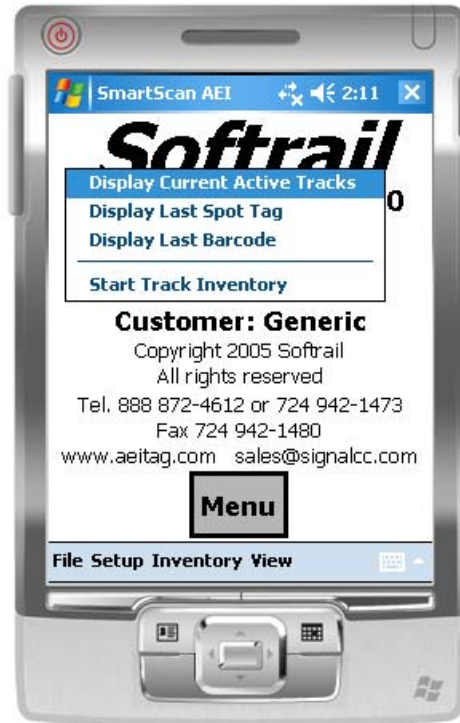 SmartScan AEI 2:11
Softrail
0
Display Current Active Tracks
Display Last Spot Tag
Display Last Barcode
Start Track Inventory
Customer: Generic
Copyright 2005 Softrail
All rights reserved
Tel. 888 872-4612 or 724 942-1473
Fax 724 942-1480
www.aeitag.com sales@signalcc.com
Menu
File Setup Inventory View